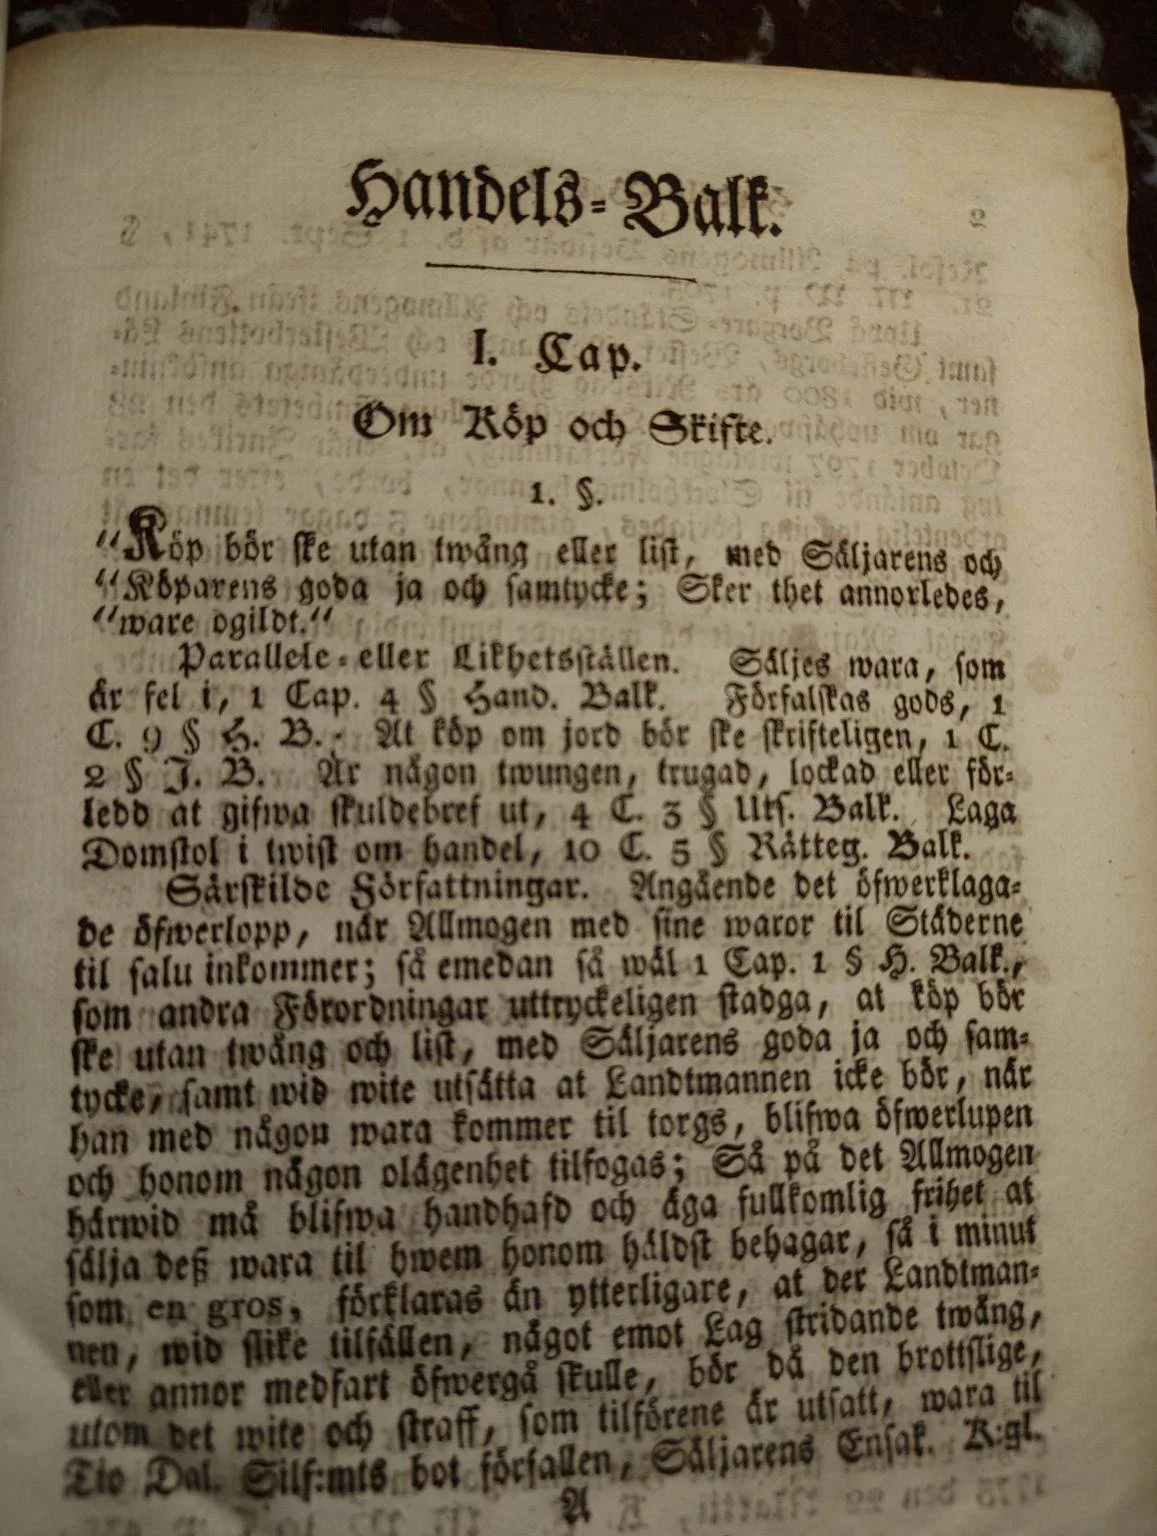 Handels-Balk.
I. Cap.
Om Köp och Skifte.
1. §.
“Köp bör ske utan twång eller list, med Säljarens och
“Köparens goda ja och samtycke; Sker thet annorledes,
“ware ogildt.“
Parallele-eller Likhetsställen. Säljes wara, som
är fel i, 1 Cap. 4 § Hand. Balk. Förfalskas gods, 1
C. 9 § H. B. At köp om jord bör ske skrifteligen, 1 C.
2 § J. B. Är någon twungen, trugad, lockad eller för-
ledd at gifwa skuldebref ut, 4 C. 3 § Uts. Balk. Laga
Domstol i twist om handel, 10 C. 5 § Rätteg. Balk.
Särskilde Författningar. Angående det öfwerklaga-
de öfwerlopp, när Allmogen med sine waror til Städerne
til salu inkommer; så emedan så wäl 1 Cap. 1 § H. Balk.,
som andra Förordningar uttryckeligen stadga, at köp bör
ske utan twång och list, med Säljarens goda ja och sam-
tycke, samt wid wite utsätta at Landtmannen icke bör, när
han med någon wara kommer til torgs, blifwa öfwerlupen
och honom någon olägenhet tilfogas; Så på det Allmogen
härwid må blifwa handhafd och äga fullkomlig frihet at
sälja deß wara til hwem honom häldst behagar, så i minut
som en gros, förklaras än ytterligare, at der Landtman-
nen, wid slike tilfällen, något emot Lag stridande twång,
eller annor medfart öfwergå skulle, bör då den brottslige,
utom det wite och straff, som tilförene är utsatt, wara til
Tio Dal. Silf:mts bot förfallen, Säljarens Ensak. K:gl.
A